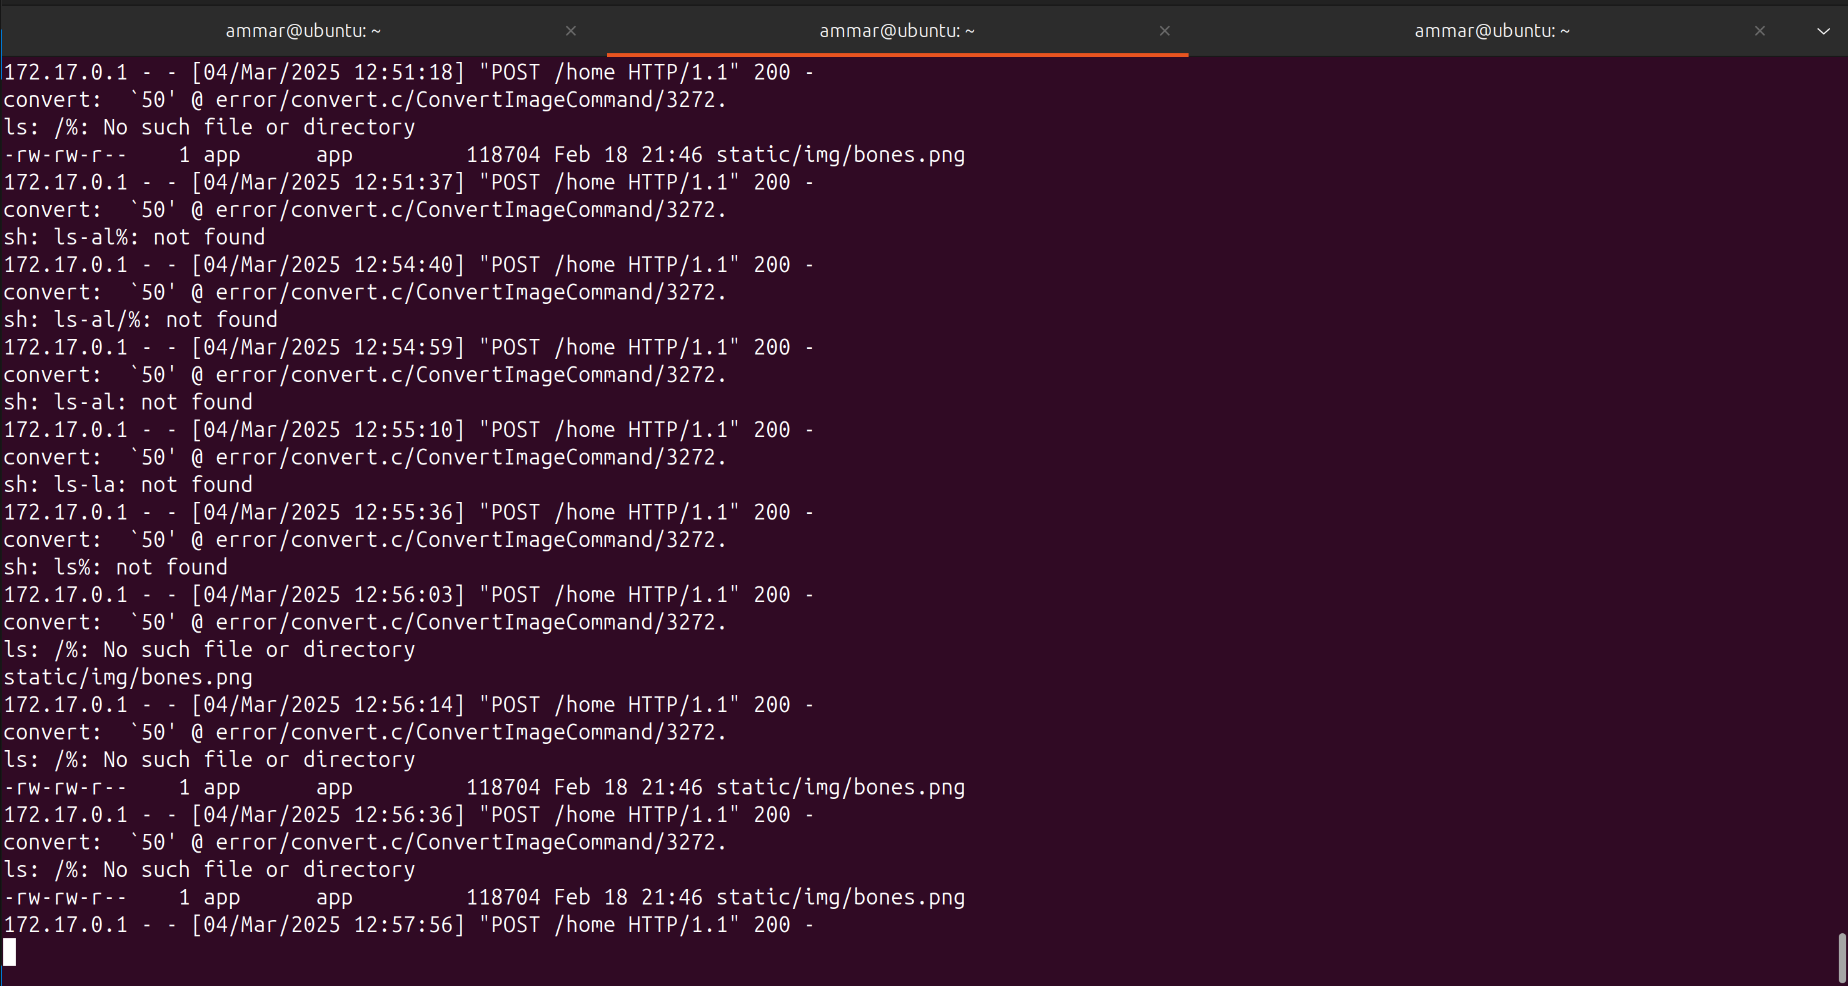 ammar@ubuntu: ~ × ammar@ubuntu: ~ × ammar@ubuntu: ~ ×
172.17.0.1 - - [04/Mar/2025 12:51:18] "POST /home HTTP/1.1" 200 -
convert:  `50' @ error/convert.c/ConvertImageCommand/3272.
ls: /%: No such file or directory
-rw-rw-r--    1 app      app         118704 Feb 18 21:46 static/img/bones.png
172.17.0.1 - - [04/Mar/2025 12:51:37] "POST /home HTTP/1.1" 200 -
convert:  `50' @ error/convert.c/ConvertImageCommand/3272.
sh: ls-al%: not found
172.17.0.1 - - [04/Mar/2025 12:54:40] "POST /home HTTP/1.1" 200 -
convert:  `50' @ error/convert.c/ConvertImageCommand/3272.
sh: ls-al/%: not found
172.17.0.1 - - [04/Mar/2025 12:54:59] "POST /home HTTP/1.1" 200 -
convert:  `50' @ error/convert.c/ConvertImageCommand/3272.
sh: ls-al: not found
172.17.0.1 - - [04/Mar/2025 12:55:10] "POST /home HTTP/1.1" 200 -
convert:  `50' @ error/convert.c/ConvertImageCommand/3272.
sh: ls-la: not found
172.17.0.1 - - [04/Mar/2025 12:55:36] "POST /home HTTP/1.1" 200 -
convert:  `50' @ error/convert.c/ConvertImageCommand/3272.
sh: ls%: not found
172.17.0.1 - - [04/Mar/2025 12:56:03] "POST /home HTTP/1.1" 200 -
convert:  `50' @ error/convert.c/ConvertImageCommand/3272.
ls: /%: No such file or directory
static/img/bones.png
172.17.0.1 - - [04/Mar/2025 12:56:14] "POST /home HTTP/1.1" 200 -
convert:  `50' @ error/convert.c/ConvertImageCommand/3272.
ls: /%: No such file or directory
-rw-rw-r--    1 app      app         118704 Feb 18 21:46 static/img/bones.png
172.17.0.1 - - [04/Mar/2025 12:56:36] "POST /home HTTP/1.1" 200 -
convert:  `50' @ error/convert.c/ConvertImageCommand/3272.
ls: /%: No such file or directory
-rw-rw-r--    1 app      app         118704 Feb 18 21:46 static/img/bones.png
172.17.0.1 - - [04/Mar/2025 12:57:56] "POST /home HTTP/1.1" 200 -